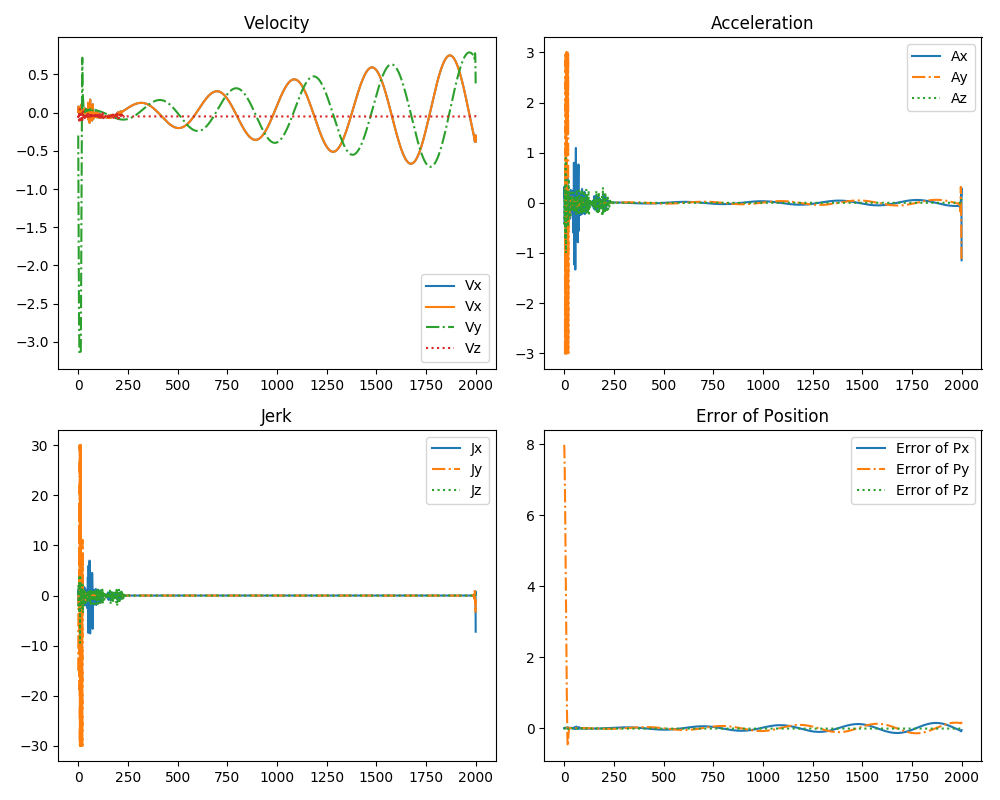 Velocity
0.5
0.0
−0.5
−1.0
−1.5
−2.0
−2.5
−3.0
0 250 500 750 1000 1250 1500 1750 2000
Vx
Vx
Vy
Vz
Acceleration
3
2
1
0
−1
−2
−3
0 250 500 750 1000 1250 1500 1750 2000
Ax
Ay
Az
Jerk
30
20
10
0
−10
−20
−30
0 250 500 750 1000 1250 1500 1750 2000
Jx
Jy
Jz
Error of Position
8
6
4
2
0
0 250 500 750 1000 1250 1500 1750 2000
Error of Px
Error of Py
Error of Pz